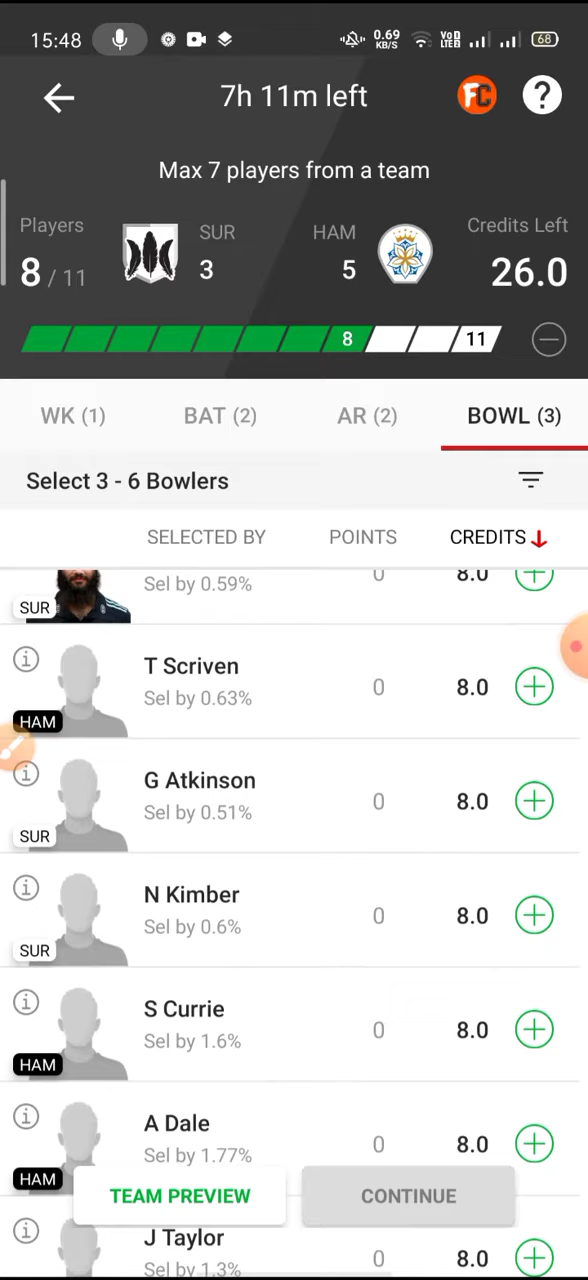 15:48 0.69 KB/S VoD LTE2 68
7h 11m left FC ?
Max 7 players from a team
Players SUR HAM Credits Left
8 / 11 3 5 26.0
8 11
WK (1) BAT (2) AR (2) BOWL (3)
Select 3 - 6 Bowlers
SELECTED BY POINTS CREDITS
Sel by 0.59% 0 8.0
SUR
T Scriven
Sel by 0.63% 0 8.0
HAM
G Atkinson
Sel by 0.51% 0 8.0
SUR
N Kimber
Sel by 0.6% 0 8.0
SUR
S Currie
Sel by 1.6% 0 8.0
HAM
A Dale
Sel by 1.77% 0 8.0
HAM
TEAM PREVIEW CONTINUE
J Taylor
Sel by 1.3% 0 8.0